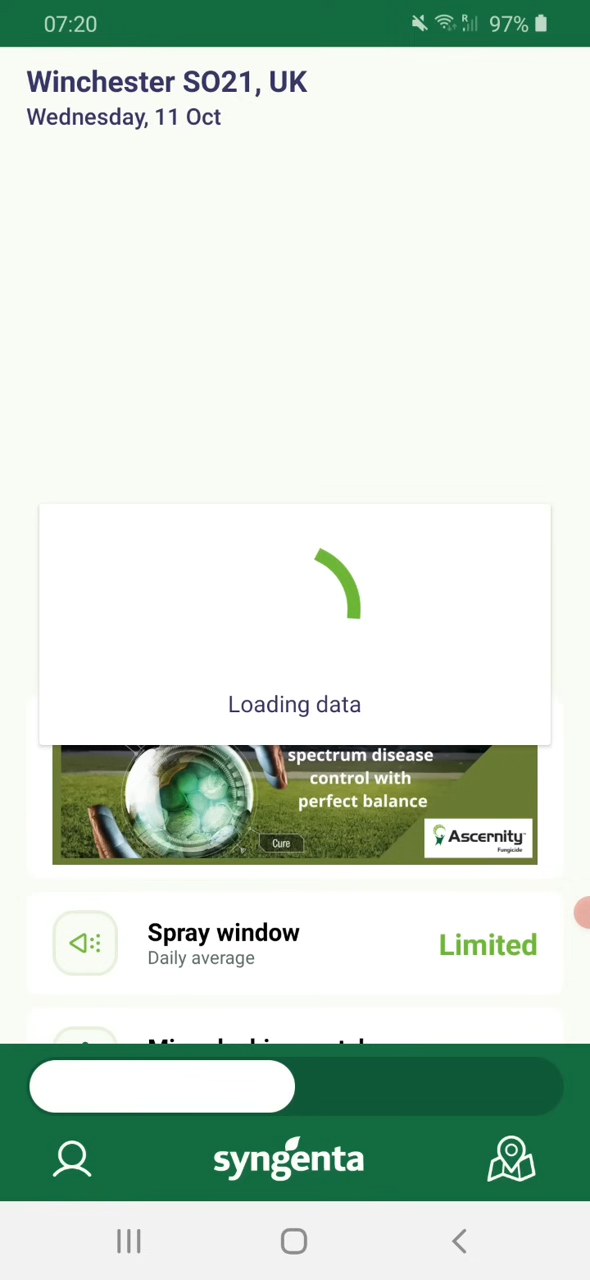 07:20
R
97%
Winchester SO21, UK
Wednesday, 11 Oct
Loading data
spectrum disease
control with
perfect balance
Cure
Ascernity
Fungicide
Spray window
Daily average
Limited
syngenta